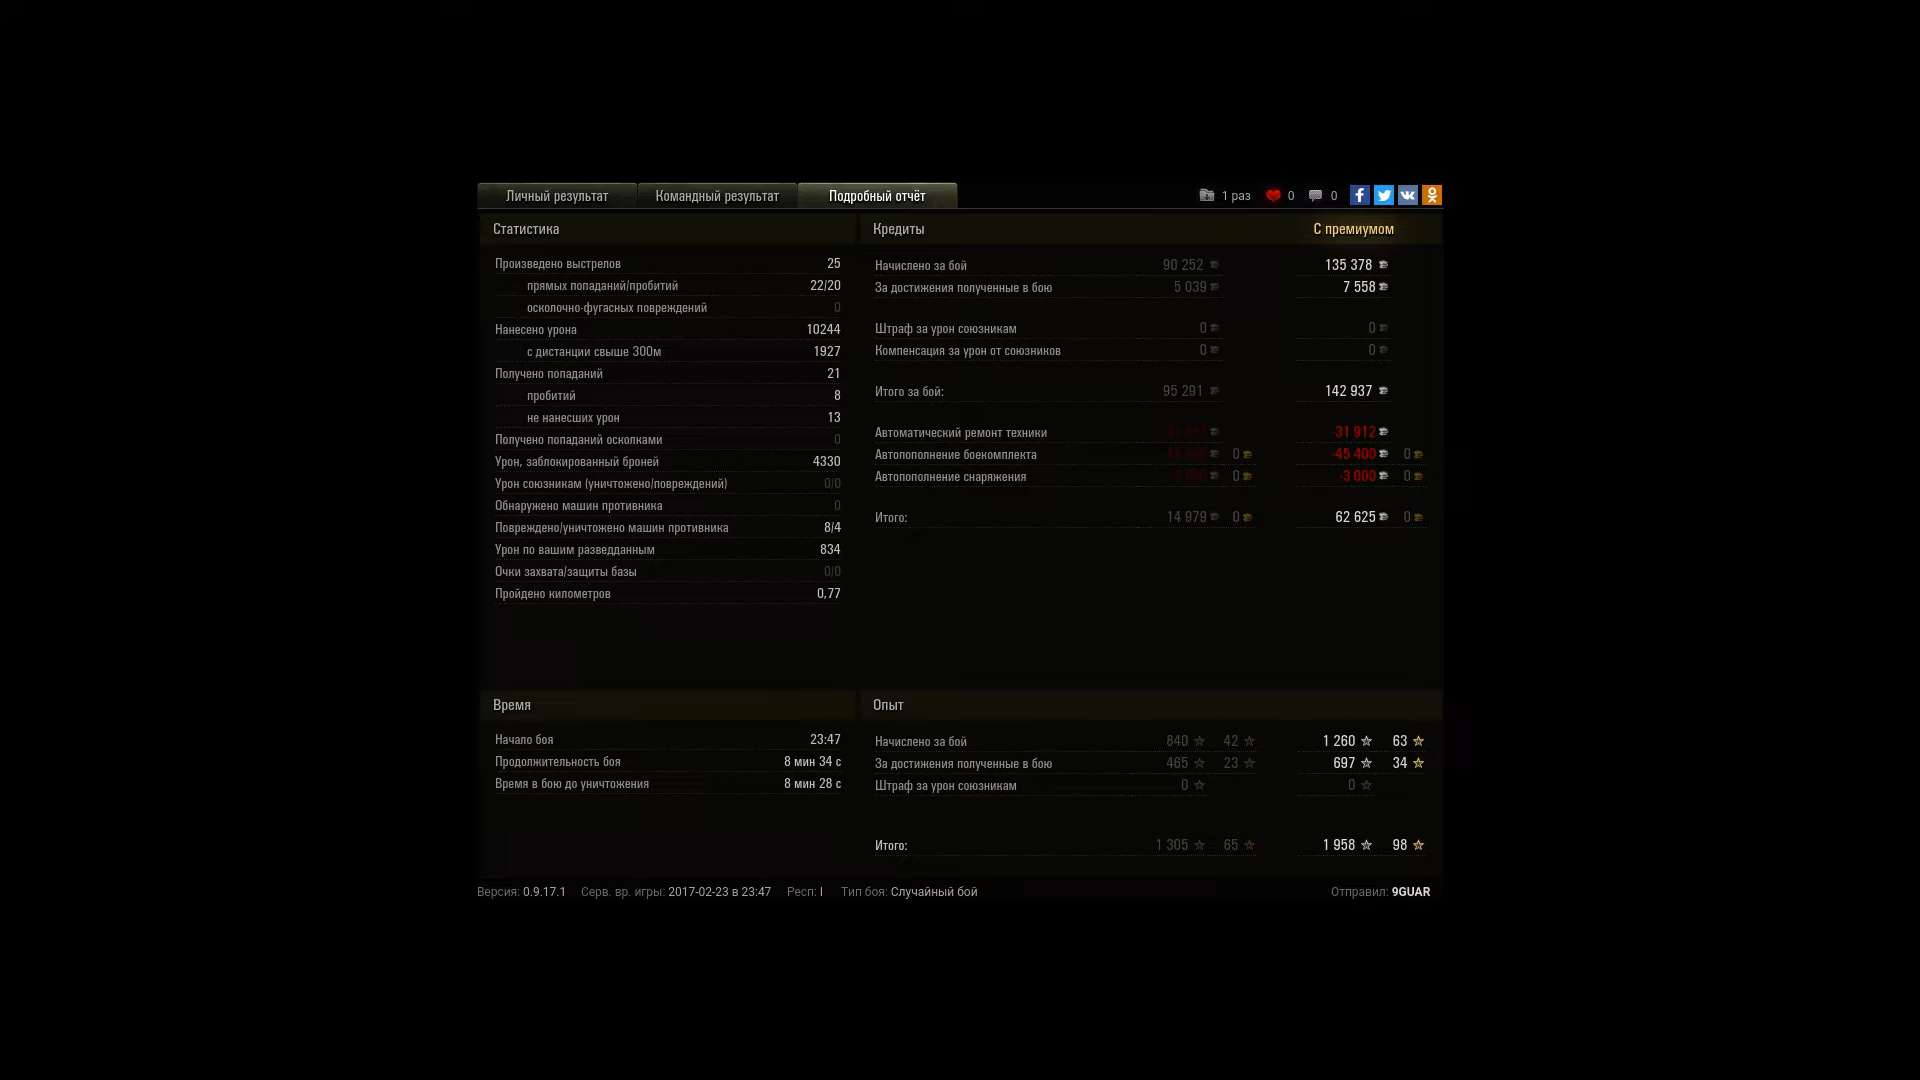 Личный результат Командный результат Подробный отчёт 1 раз 0 0
Статистика
Произведено выстрелов 25
прямых попаданий/пробитий 22/20
осколочно-фугасных повреждений 0
Нанесено урона 10244
с дистанции свыше 300м 1927
Получено попаданий 21
пробитий 8
не нанесших урон 13
Получено попаданий осколками 0
Урон, заблокированный броней 4330
Урон союзникам (уничтожено/повреждений) 0/0
Обнаружено машин противника 0
Повреждено/уничтожено машин противника 8/4
Урон по вашим разведданным 834
Очки захвата/защиты базы 0/0
Пройдено километров 0,77
Кредиты С премиумом
Начислено за бой 90 252 135 378
За достижения полученные в бою 5 039 7 558
Штраф за урон союзникам 0 0
Компенсация за урон от союзников 0 0
Итого за бой: 95 291 142 937
Автоматический ремонт техники -31 912
Автопополнение боекомплекта 0 -45 400 0
Автопополнение снаряжения 0 -3 000 0
Итого: 14 979 0 62 625 0
Время
Начало боя 23:47
Продолжительность боя 8 мин 34 с
Время в бою до уничтожения 8 мин 28 с
Опыт
Начислено за бой 840 42 1 260 63
За достижения полученные в бою 465 23 697 34
Штраф за урон союзникам 0 0
Итого: 1 305 65 1 958 98
Версия: 0.9.17.1 Серв. вр. игры: 2017-02-23 в 23:47 Респ: I Тип боя: Случайный бой Отправил: 9GUAR